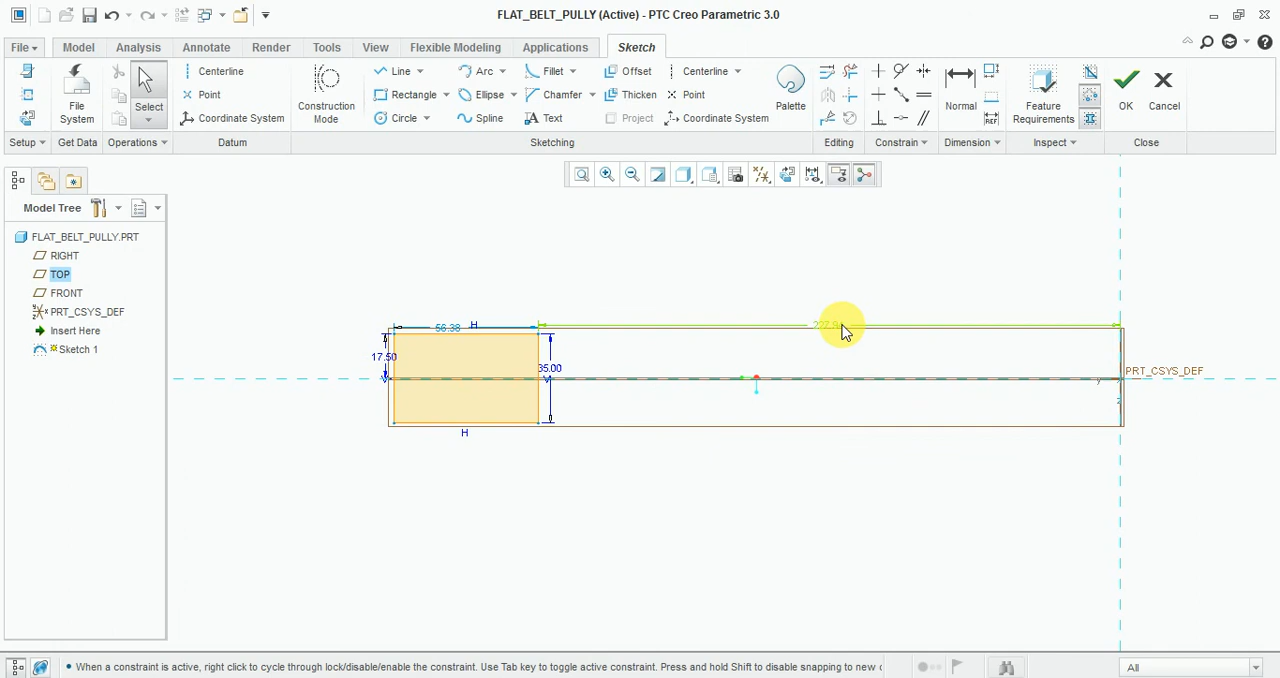 FLAT_BELT_PULLY (Active) - PTC Creo Parametric 3.0
File Model Analysis Annotate Render Tools View Flexible Modeling Applications Sketch
Centerline Line Arc Fillet Offset Centerline
Point Rectangle Ellipse Chamfer Thicken Point
Coordinate System Circle Spline Text Project Coordinate System
File System Select Construction Mode Palette Normal Feature Requirements OK Cancel
Setup Get Data Operations Datum Sketching Editing Constrain Dimension Inspect Close
Model Tree
FLAT_BELT_PULLY.PRT
RIGHT
TOP
FRONT
PRT_CSYS_DEF
Insert Here
Sketch 1
56.38 H
17.50 35.00
V V
H
PRT_CSYS_DEF
y
z
When a constraint is active, right click to cycle through lock/disable/enable the constraint. Use Tab key to toggle active constraint. Press and hold Shift to disable snapping to new c
All